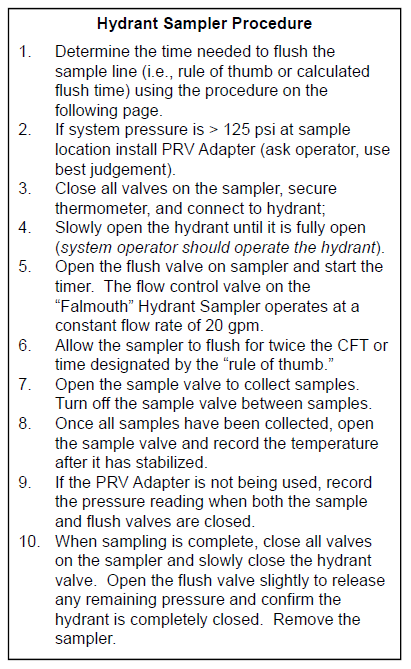 Hydrant Sampler Procedure
1. Determine the time needed to flush the
sample line (i.e., rule of thumb or calculated
flush time) using the procedure on the
following page.
2. If system pressure is > 125 psi at sample
location install PRV Adapter (ask operator, use
best judgement).
3. Close all valves on the sampler, secure
thermometer, and connect to hydrant;
4. Slowly open the hydrant until it is fully open
(system operator should operate the hydrant).
5. Open the flush valve on sampler and start the
timer. The flow control valve on the
“Falmouth” Hydrant Sampler operates at a
constant flow rate of 20 gpm.
6. Allow the sampler to flush for twice the CFT or
time designated by the “rule of thumb.”
7. Open the sample valve to collect samples.
Turn off the sample valve between samples.
8. Once all samples have been collected, open
the sample valve and record the temperature
after it has stabilized.
9. If the PRV Adapter is not being used, record
the pressure reading when both the sample
and flush valves are closed.
10. When sampling is complete, close all valves
on the sampler and slowly close the hydrant
valve. Open the flush valve slightly to release
any remaining pressure and confirm the
hydrant is completely closed. Remove the
sampler.